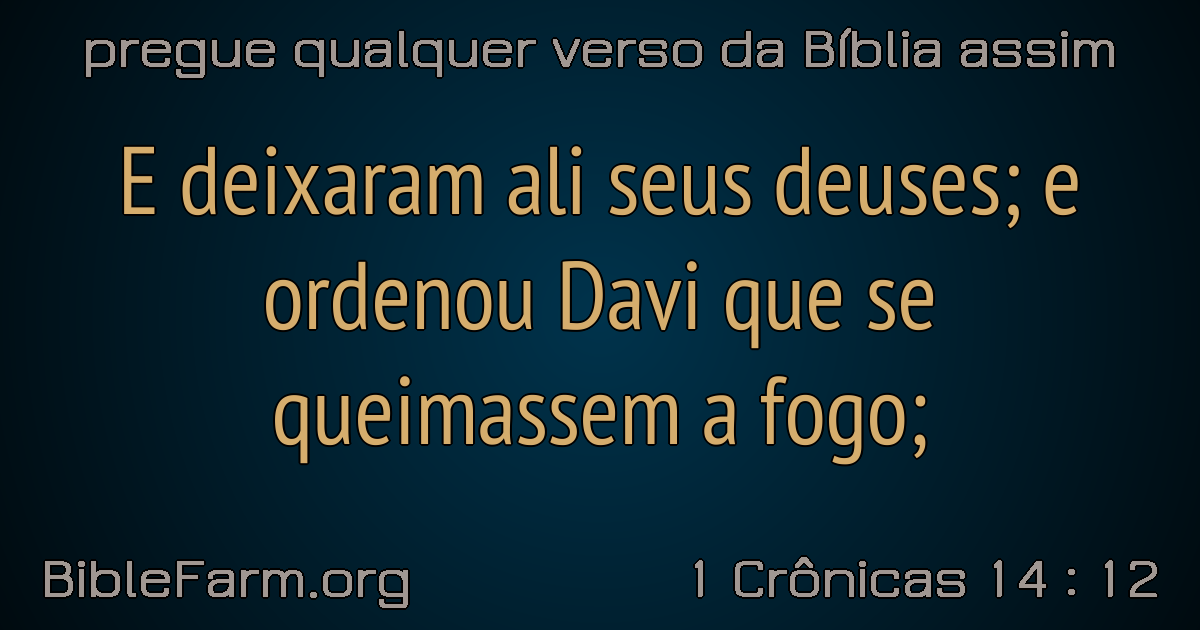 pregue qualquer verso da Bíblia assim
E deixaram ali seus deuses; e
ordenou Davi que se
queimassem a fogo;
BibleFarm.org
1 Crônicas 14 : 12